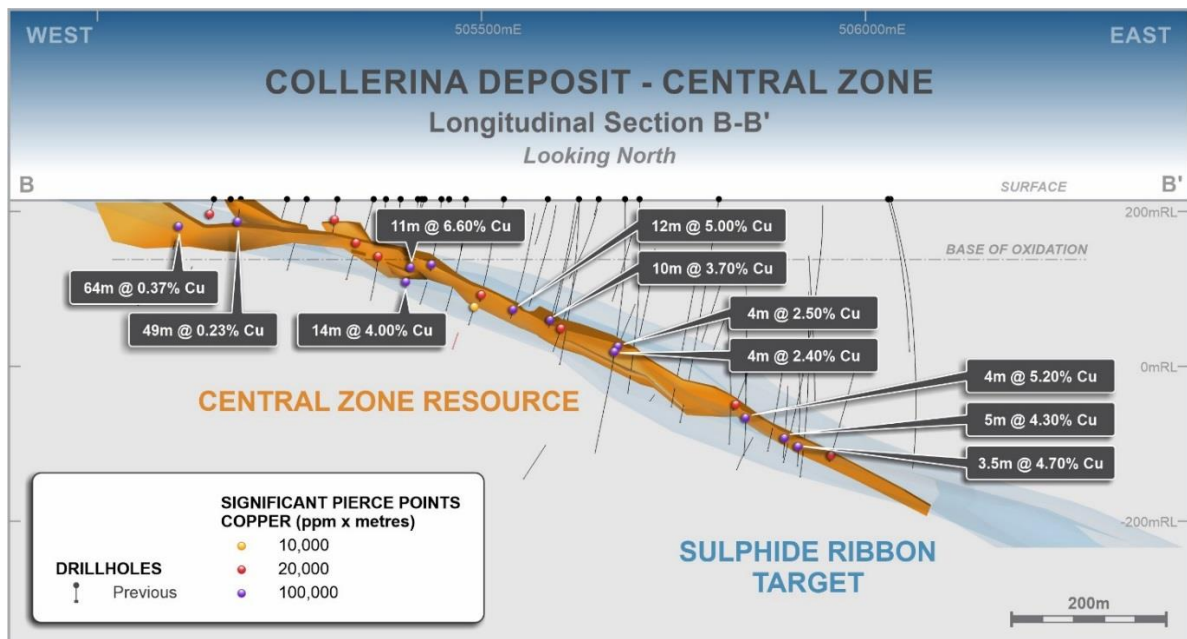 WEST
505500mE
506000mE
EAST
COLLERINA DEPOSIT - CENTRAL ZONE
Longitudinal Section B-B'
Looking North
B
SURFACE
B'
200mRL
11m @ 6.60% Cu
12m @ 5.00% Cu
BASE OF OXIDATION
10m @ 3.70% Cu
64m @ 0.37% Cu
49m @ 0.23% Cu
14m @ 4.00% Cu
4m @ 2.50% Cu
4m @ 2.40% Cu
0mRL
4m @ 5.20% Cu
CENTRAL ZONE RESOURCE
5m @ 4.30% Cu
3.5m @ 4.70% Cu
SIGNIFICANT PIERCE POINTS
COPPER (ppm x metres)
10,000
20,000
100,000
DRILLHOLES
Previous
-200mRL
SULPHIDE RIBBON
TARGET
200m